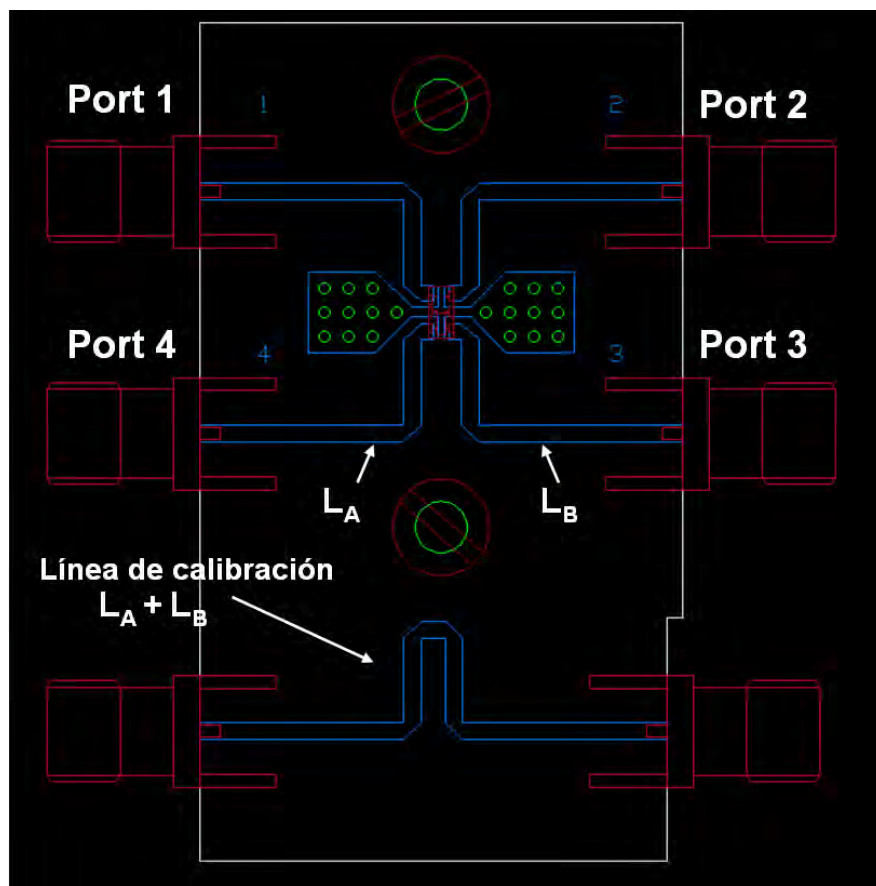 Port 1
1
2
Port 2
Port 4
4
3
Port 3
LA
LB
Línea de calibración
LA + LB